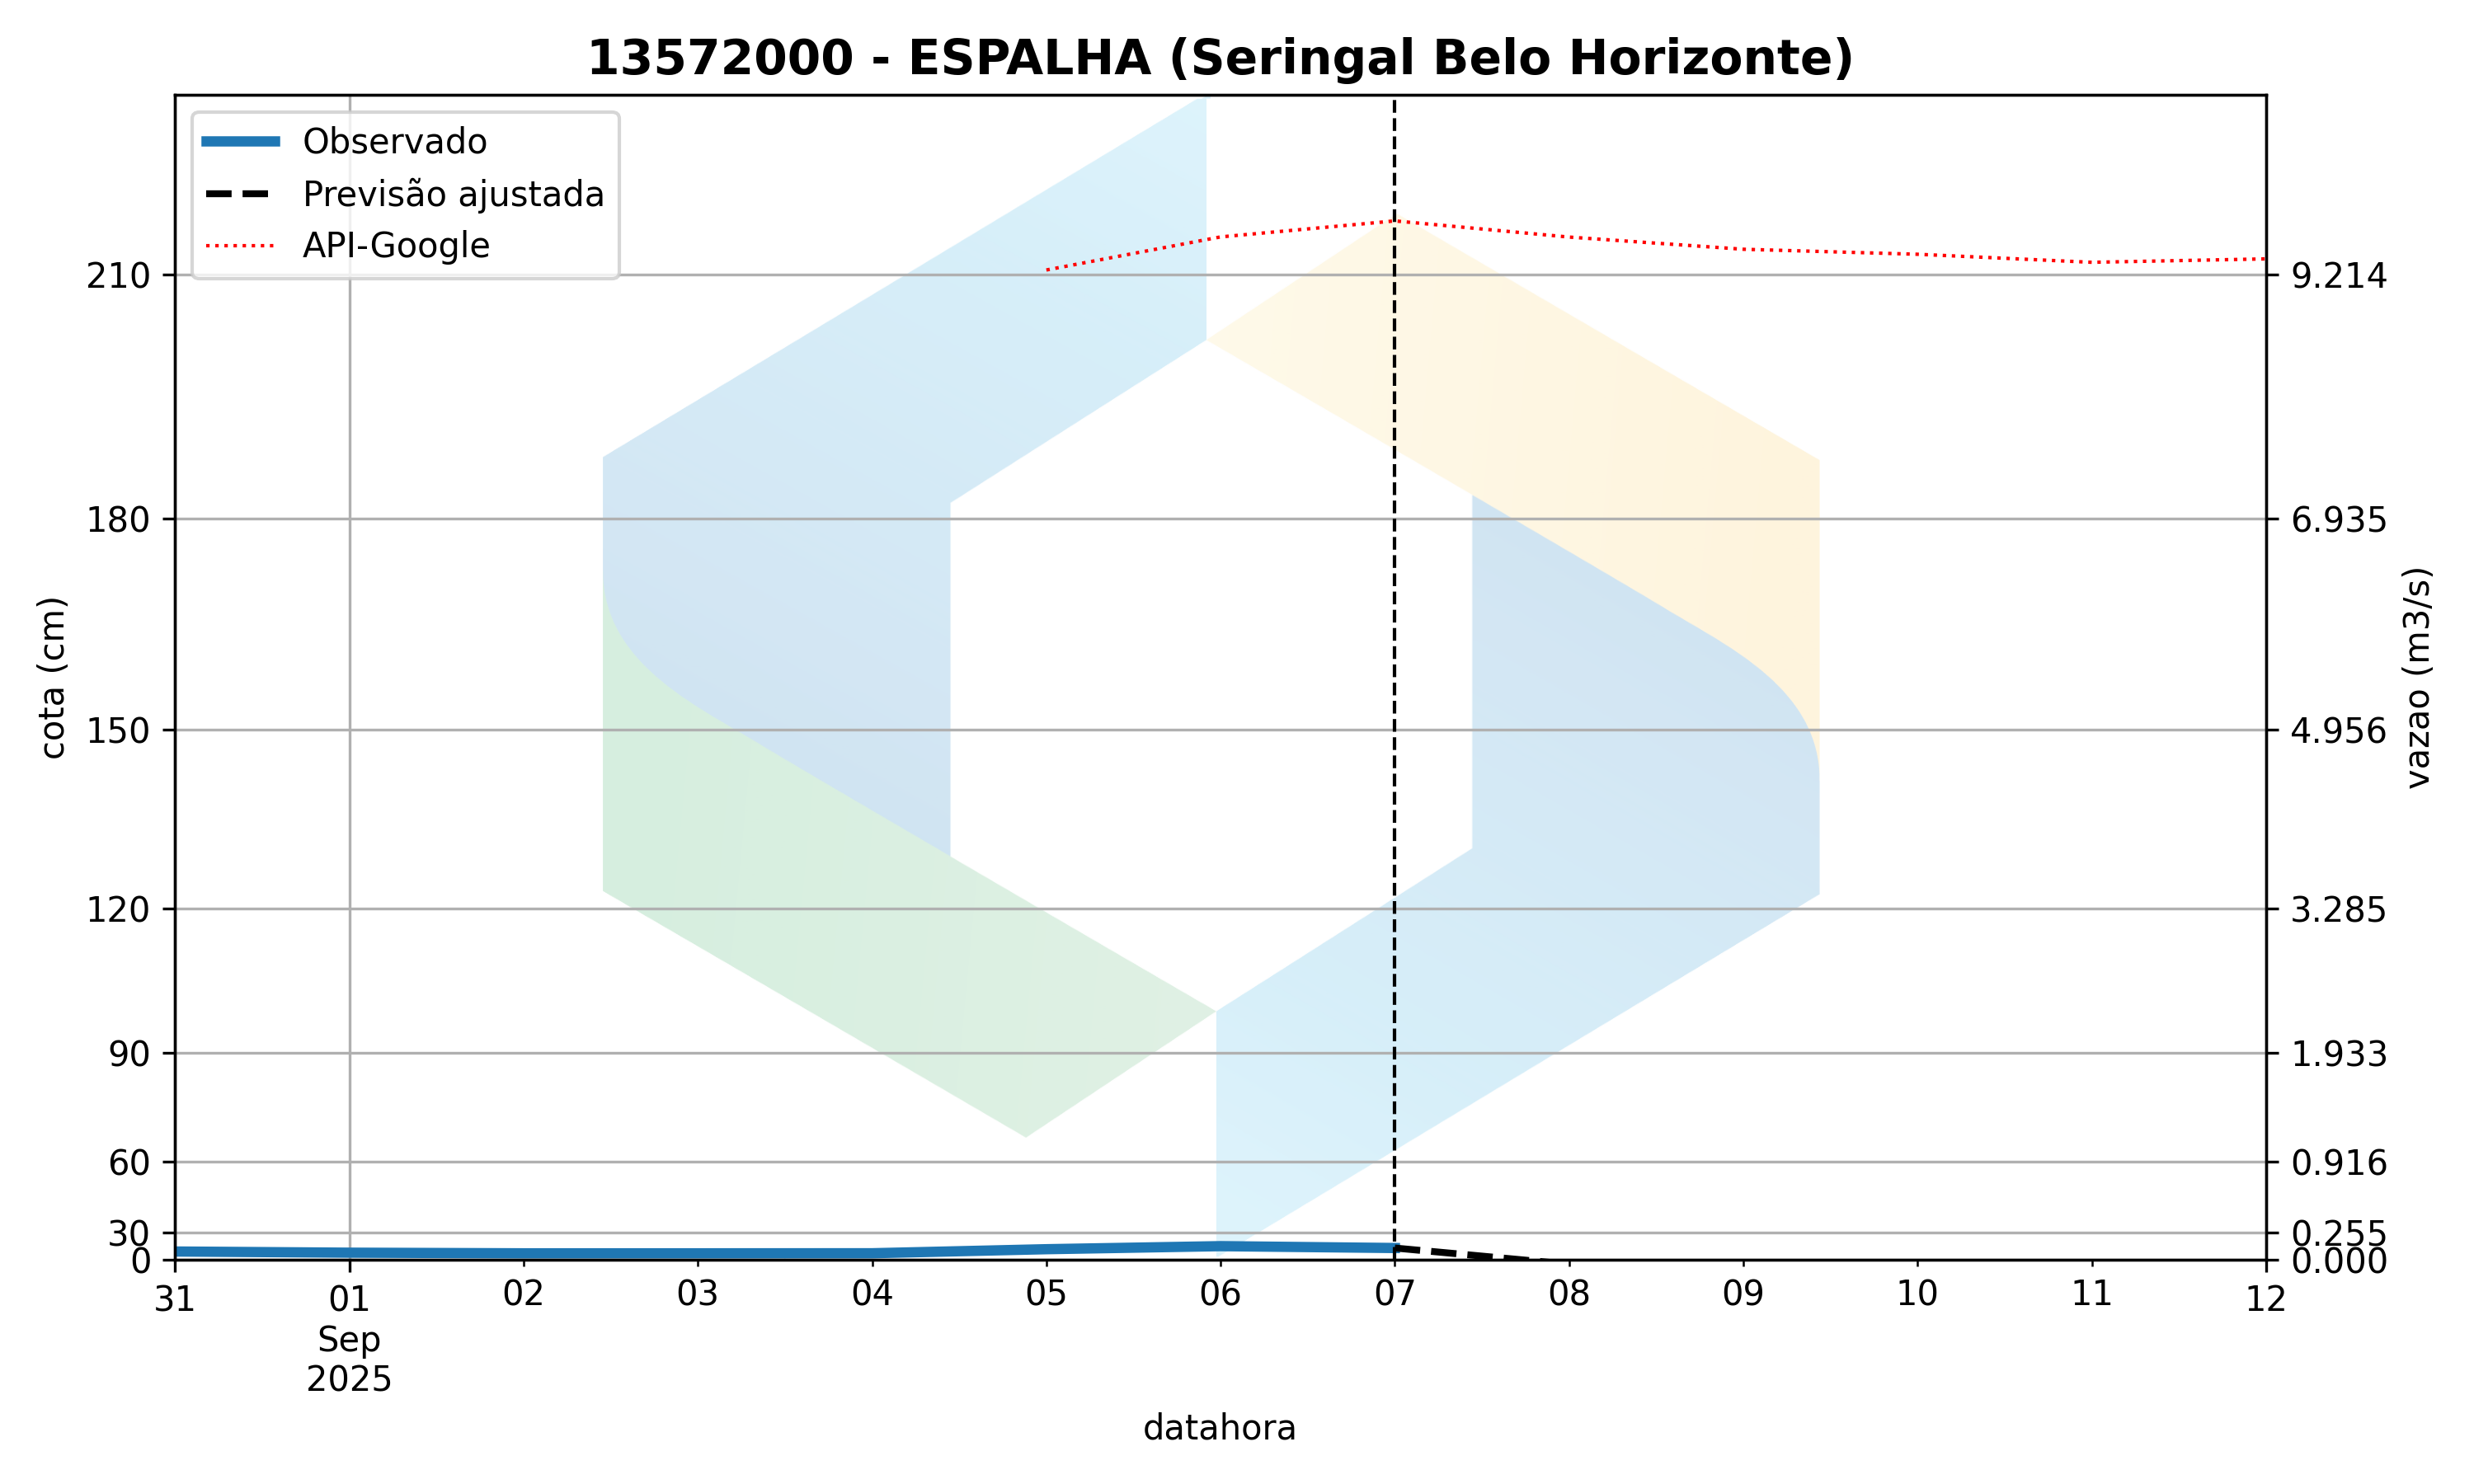 13572000 - ESPALHA (Seringal Belo Horizonte)
Observado
Previsão ajustada
API-Google
cota (cm)
210
180
150
120
90
60
30
0
9.214
6.935
4.956
3.285
1.933
0.916
0.255
0.000
vazao (m3/s)
31 01 02 03 04 05 06 07 08 09 10 11 12
Sep
2025
datahora